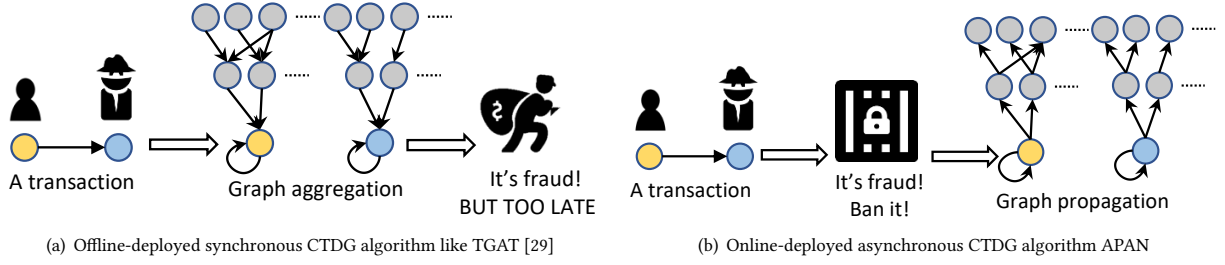 A transaction
Graph aggregation
It's fraud!
BUT TOO LATE
(a) Offline-deployed synchronous CTDG algorithm like TGAT [29]
A transaction
It's fraud!
Ban it!
Graph propagation
(b) Online-deployed asynchronous CTDG algorithm APAN